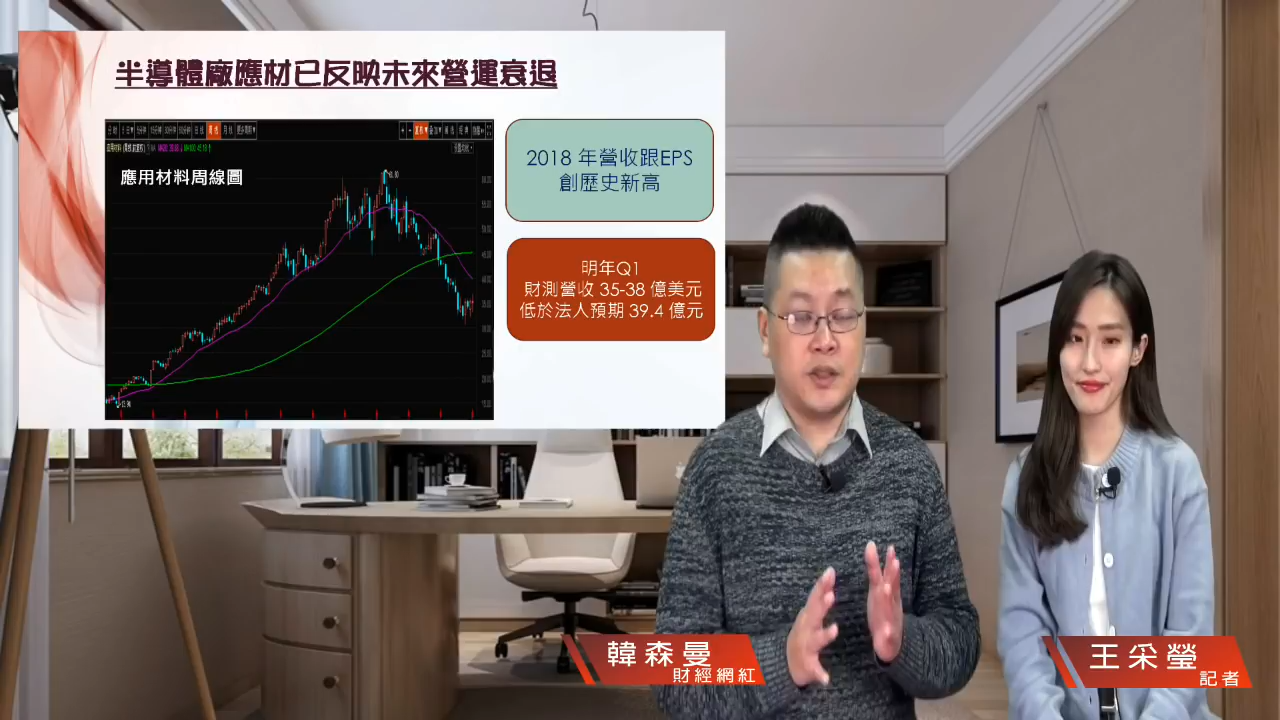 半導體廠應材已反映未來營運衰退
應用材料周線圖
2018 年營收跟EPS
創歷史新高
明年Q1
財測營收 35-38 億美元
低於法人預期 39.4 億元
韓森曼
財經網紅
王采瑩
記者